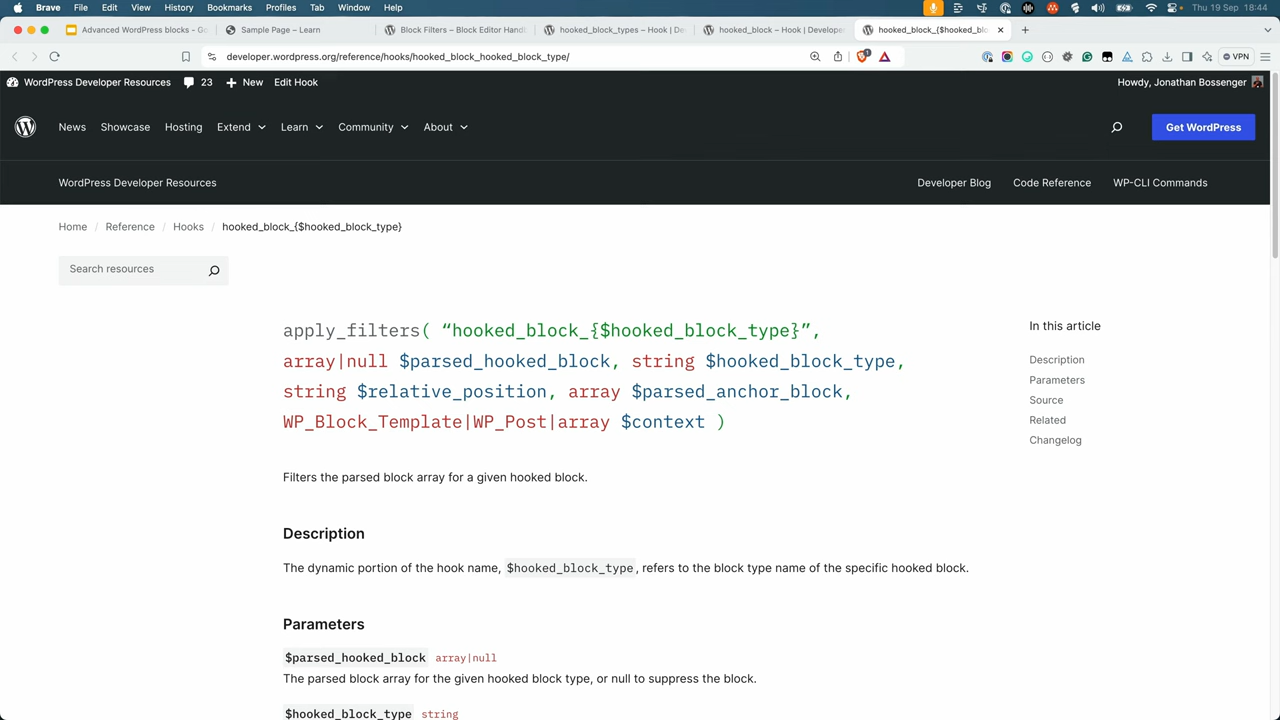 Brave File Edit View History Bookmarks Profiles Tab Window Help Thu 19 Sep 18:44
Advanced WordPress blocks - Go Sample Page – Learn Block Filters – Block Editor Hand hooked_block_types – Hook | De hooked_block – Hook | Develope hooked_block_{$hooked_blo
developer.wordpress.org/reference/hooks/hooked_block_hooked_block_type/ 1 VPN
WordPress Developer Resources 23 New Edit Hook Howdy, Jonathan Bossenger
News Showcase Hosting Extend Learn Community About Get WordPress
WordPress Developer Resources Developer Blog Code Reference WP-CLI Commands
Home / Reference / Hooks / hooked_block_{$hooked_block_type}
Search resources
apply_filters( “hooked_block_{$hooked_block_type}”,
array|null $parsed_hooked_block, string $hooked_block_type,
string $relative_position, array $parsed_anchor_block,
WP_Block_Template|WP_Post|array $context )
In this article
Description
Parameters
Source
Related
Changelog
Filters the parsed block array for a given hooked block.
Description
The dynamic portion of the hook name, $hooked_block_type, refers to the block type name of the specific hooked block.
Parameters
$parsed_hooked_block array|null
The parsed block array for the given hooked block type, or null to suppress the block.
$hooked_block_type string